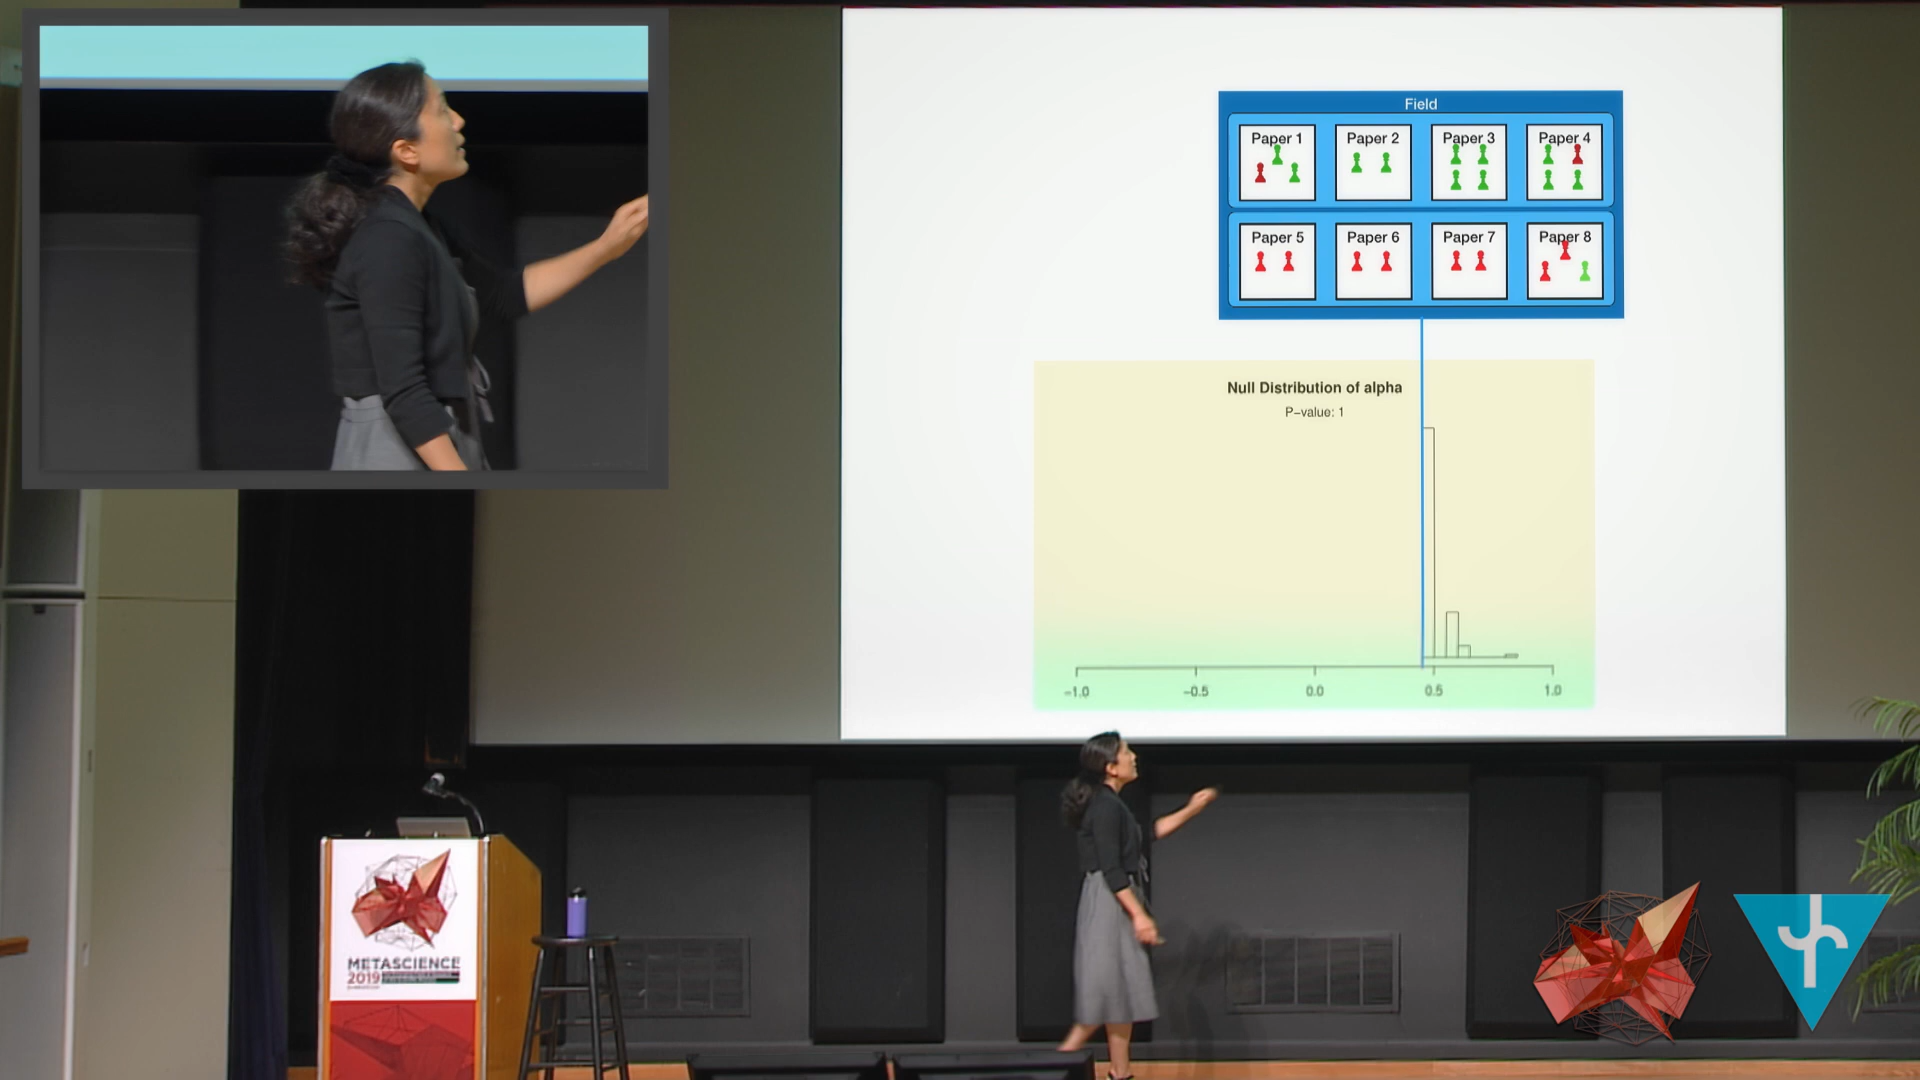 Field
Paper 1
Paper 2
Paper 3
Paper 4
Paper 5
Paper 6
Paper 7
Paper 8
Null Distribution of alpha
P-value: 1
-1.0
-0.5
0.0
0.5
1.0
METASCIENCE
2019